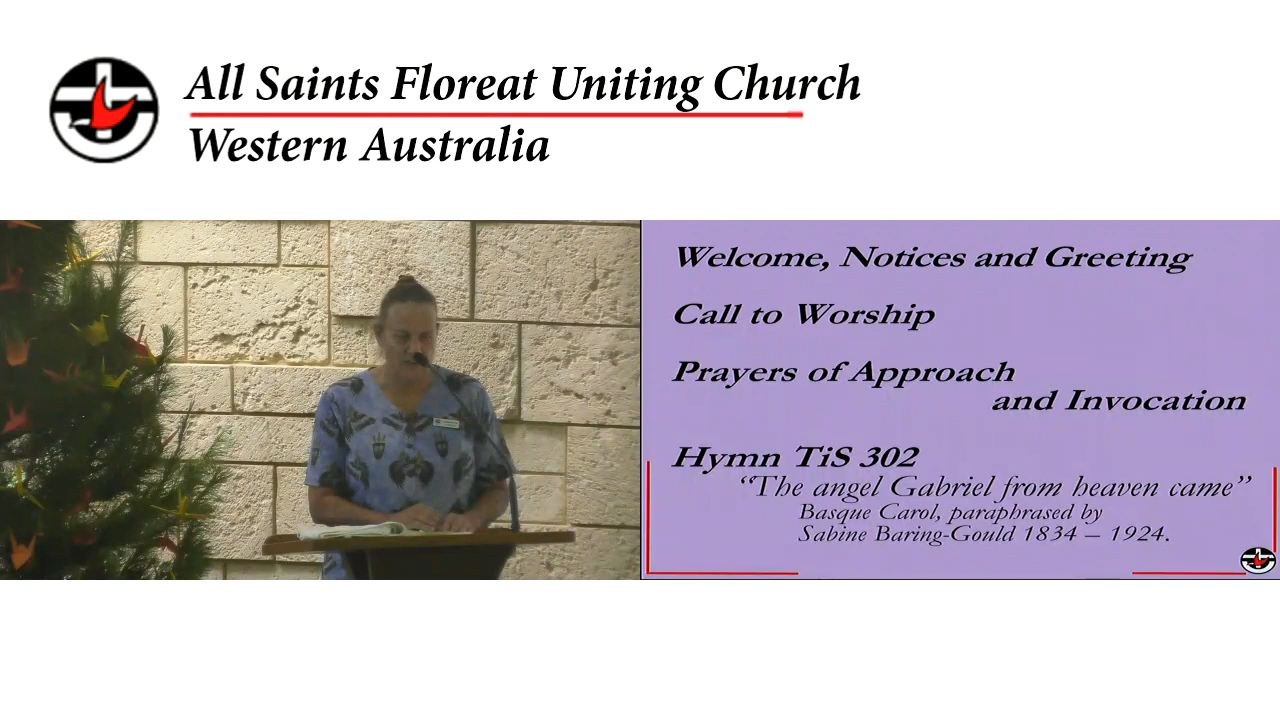 All Saints Floreat Uniting Church
Western Australia
Welcome, Notices and Greeting
Call to Worship
Prayers of Approach
and Invocation
Hymn TiS 302
“The angel Gabriel from heaven came”
Basque Carol, paraphrased by
Sabine Baring-Gould 1834 – 1924.